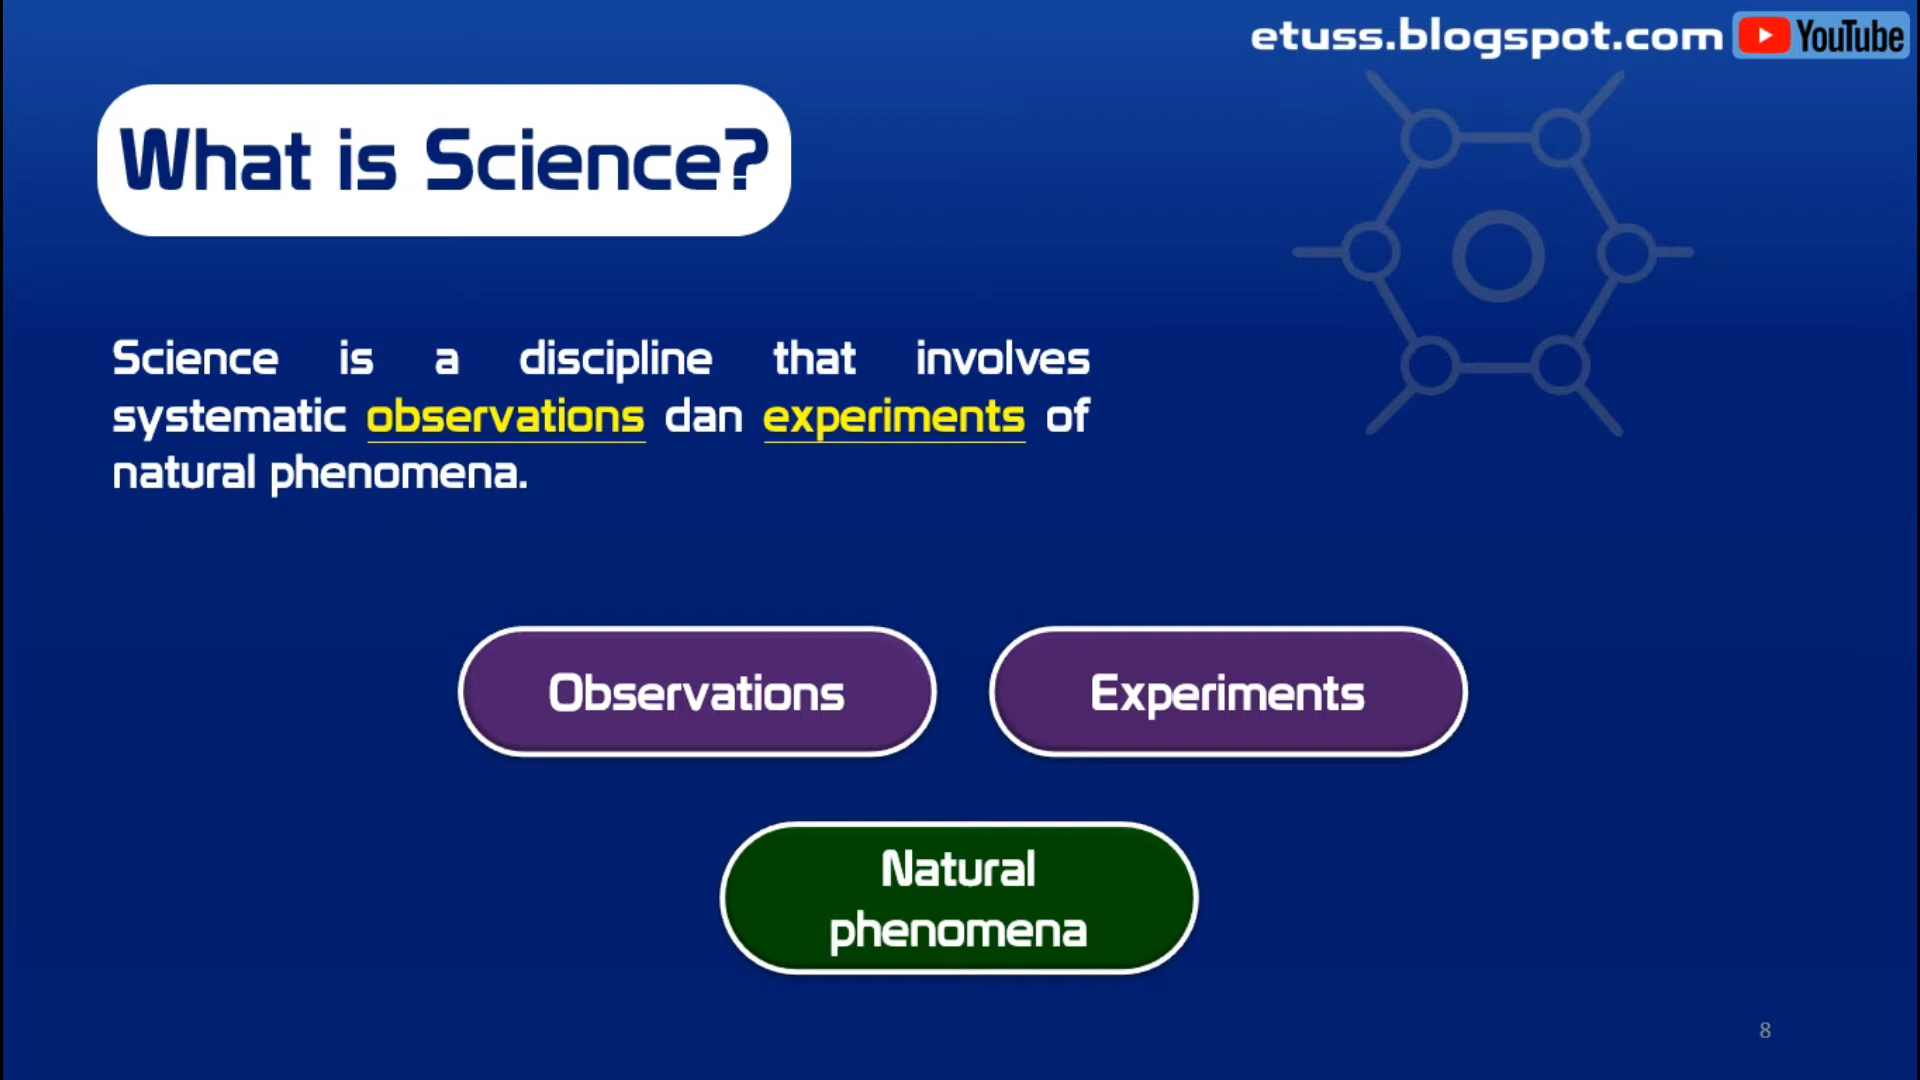 etuss.blogspot.com YouTube
What is Science?
Science is a discipline that involves
systematic observations dan experiments of
natural phenomena.
Observations
Experiments
Natural
phenomena
8